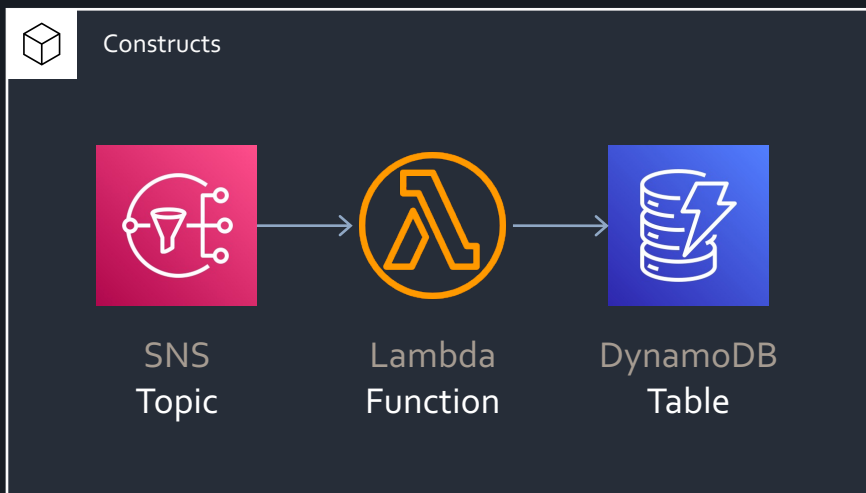 Constructs
SNS
Topic
Lambda
Function
DynamoDB
Table